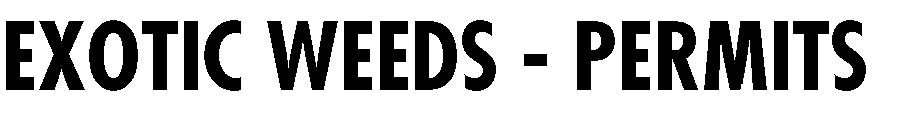 EXOTIC WEEDS - PERMITS